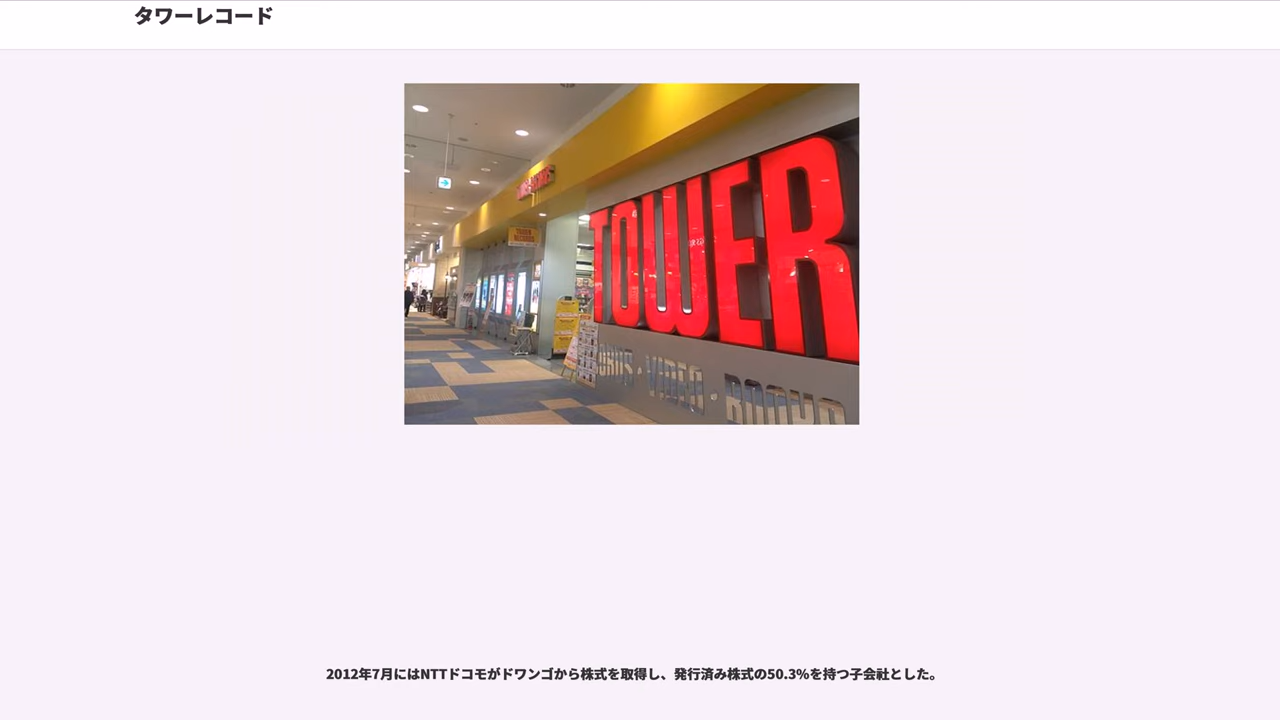 タワーレコード
TOWER
2012年7月にはNTTドコモがドワンゴから株式を取得し、発行済み株式の50.3%を持つ子会社とした。